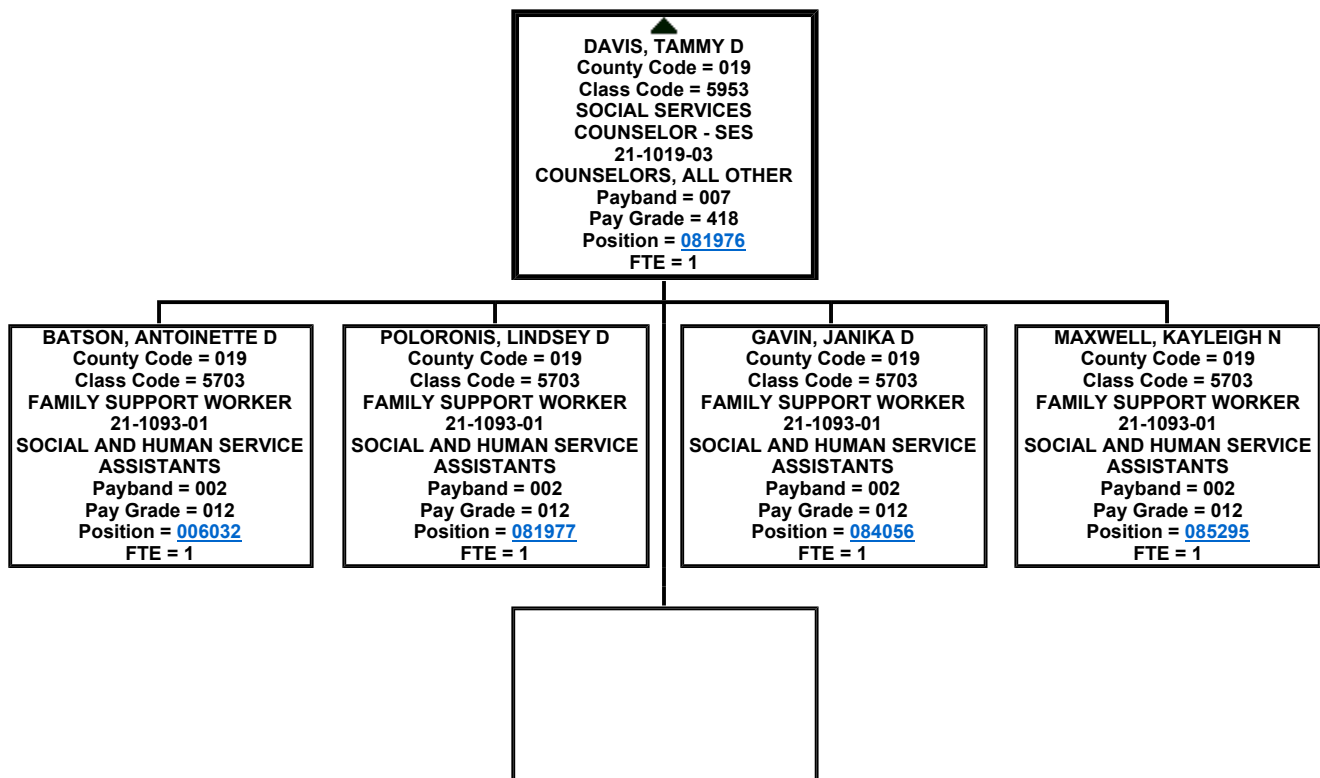 DAVIS, TAMMY D
County Code = 019
Class Code = 5953
SOCIAL SERVICES
COUNSELOR - SES
21-1019-03
COUNSELORS, ALL OTHER
Payband = 007
Pay Grade = 418
Position = 081976
FTE = 1
BATSON, ANTOINETTE D
County Code = 019
Class Code = 5703
FAMILY SUPPORT WORKER
21-1093-01
SOCIAL AND HUMAN SERVICE
ASSISTANTS
Payband = 002
Pay Grade = 012
Position = 006032
FTE = 1
POLORONIS, LINDSEY D
County Code = 019
Class Code = 5703
FAMILY SUPPORT WORKER
21-1093-01
SOCIAL AND HUMAN SERVICE
ASSISTANTS
Payband = 002
Pay Grade = 012
Position = 081977
FTE = 1
GAVIN, JANIKA D
County Code = 019
Class Code = 5703
FAMILY SUPPORT WORKER
21-1093-01
SOCIAL AND HUMAN SERVICE
ASSISTANTS
Payband = 002
Pay Grade = 012
Position = 084056
FTE = 1
MAXWELL, KAYLEIGH N
County Code = 019
Class Code = 5703
FAMILY SUPPORT WORKER
21-1093-01
SOCIAL AND HUMAN SERVICE
ASSISTANTS
Payband = 002
Pay Grade = 012
Position = 085295
FTE = 1